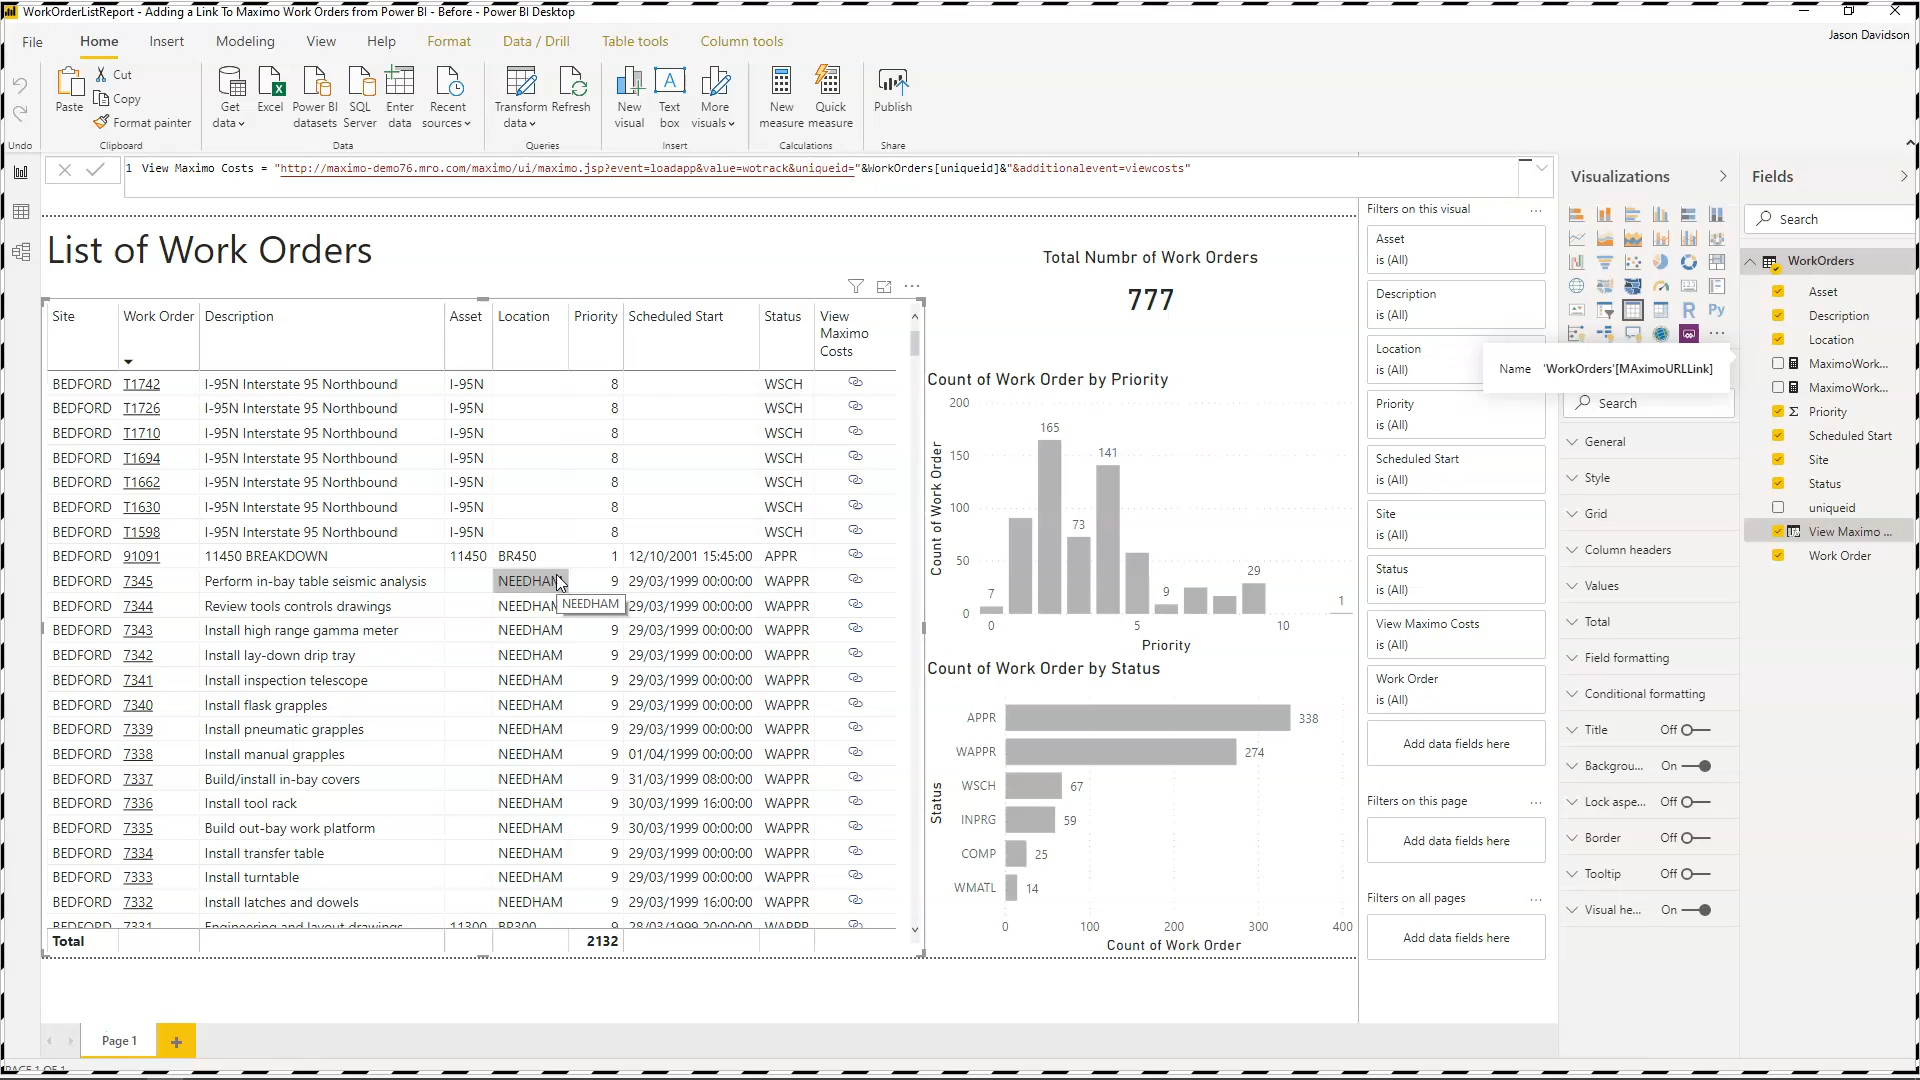 WorkOrderListReport - Adding a Link To Maximo Work Orders from Power BI - Before - Power BI Desktop
Jason Davidson
File Home Insert Modeling View Help Format Data / Drill Table tools Column tools
Cut
Copy
Format painter
Paste
Get data
Excel
Power BI datasets
SQL Server
Enter data
Recent sources
Transform data
Refresh
New visual
Text box
More visuals
New measure
Quick measure
Publish
Undo Clipboard Data Queries Insert Calculations Share
1 View Maximo Costs = "http://maximo-demo76.mro.com/maximo/ui/maximo.jsp?event=loadapp&value=wotrack&uniqueid="&WorkOrders[uniqueid]&"&additionalevent=viewcosts"
List of Work Orders
Site Work Order Description Asset Location Priority Scheduled Start Status View Maximo Costs
BEDFORD T1742 I-95N Interstate 95 Northbound I-95N 8 WSCH
BEDFORD T1726 I-95N Interstate 95 Northbound I-95N 8 WSCH
BEDFORD T1710 I-95N Interstate 95 Northbound I-95N 8 WSCH
BEDFORD T1694 I-95N Interstate 95 Northbound I-95N 8 WSCH
BEDFORD T1662 I-95N Interstate 95 Northbound I-95N 8 WSCH
BEDFORD T1630 I-95N Interstate 95 Northbound I-95N 8 WSCH
BEDFORD T1598 I-95N Interstate 95 Northbound I-95N 8 WSCH
BEDFORD 91091 11450 BREAKDOWN 11450 BR450 1 12/10/2001 15:45:00 APPR
BEDFORD 7345 Perform in-bay table seismic analysis NEEDHAM 9 29/03/1999 00:00:00 WAPPR
NEEDHAM
BEDFORD 7344 Review tools controls drawings NEEDHAM 29/03/1999 00:00:00 WAPPR
BEDFORD 7343 Install high range gamma meter NEEDHAM 9 29/03/1999 00:00:00 WAPPR
BEDFORD 7342 Install lay-down drip tray NEEDHAM 9 29/03/1999 00:00:00 WAPPR
BEDFORD 7341 Install inspection telescope NEEDHAM 9 29/03/1999 00:00:00 WAPPR
BEDFORD 7340 Install flask grapples NEEDHAM 9 29/03/1999 00:00:00 WAPPR
BEDFORD 7339 Install pneumatic grapples NEEDHAM 9 29/03/1999 00:00:00 WAPPR
BEDFORD 7338 Install manual grapples NEEDHAM 9 01/04/1999 00:00:00 WAPPR
BEDFORD 7337 Build/install in-bay covers NEEDHAM 9 31/03/1999 08:00:00 WAPPR
BEDFORD 7336 Install tool rack NEEDHAM 9 30/03/1999 16:00:00 WAPPR
BEDFORD 7335 Build out-bay work platform NEEDHAM 9 30/03/1999 00:00:00 WAPPR
BEDFORD 7334 Install transfer table NEEDHAM 9 29/03/1999 00:00:00 WAPPR
BEDFORD 7333 Install turntable NEEDHAM 9 29/03/1999 00:00:00 WAPPR
BEDFORD 7332 Install latches and dowels NEEDHAM 9 29/03/1999 16:00:00 WAPPR
BEDFORD 7331 Engineering and layout drawings 11300 BR300 9 28/03/1999 20:00:00 WAPPR
Total 2132
Total Numbr of Work Orders
777
Count of Work Order by Priority
Count of Work Order
200
150
100
50
0
7 165 73 141 9 29 1
0 5 10
Priority
Count of Work Order by Status
Status
APPR 338
WAPPR 274
WSCH 67
INPRG 59
COMP 25
WMATL 14
0 100 200 300 400
Count of Work Order
Filters on this visual ...
Asset
is (All)
Description
is (All)
Location
is (All)
Priority
is (All)
Scheduled Start
is (All)
Site
is (All)
Status
is (All)
View Maximo Costs
is (All)
Work Order
is (All)
Add data fields here
Filters on this page ...
Add data fields here
Filters on all pages ...
Add data fields here
Visualizations
R Py
Name 'WorkOrders'[MAximoURLLink]
Search
General
Style
Grid
Column headers
Values
Total
Field formatting
Conditional formatting
Title Off
Backgrou... On
Lock aspe... Off
Border Off
Tooltip Off
Visual he... On
Fields
Search
WorkOrders
Asset
Description
Location
MaximoWork...
MaximoWork...
Priority
Scheduled Start
Site
Status
uniqueid
View Maximo ...
Work Order
Page 1
PAGE 1 OF 1